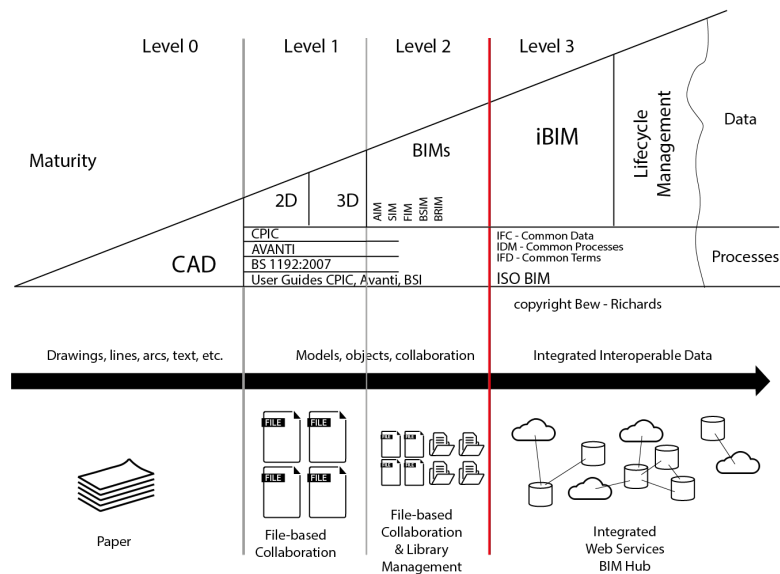 Level 0
Level 1
Level 2
Level 3
Maturity
CAD
2D
3D
BIMs
AIM
SIM
FIM
BSIM
BRIM
iBIM
Lifecycle
Management
Data
Processes
CPIC
AVANTI
BS 1192:2007
User Guides CPIC, Avanti, BSI
IFC - Common Data
IDM - Common Processes
IFD - Common Terms
ISO BIM
copyright Bew - Richards
Drawings, lines, arcs, text, etc.
Models, objects, collaboration
Integrated Interoperable Data
FILE
FILE
FILE
FILE
FILE
FILE
FILE
FILE
Paper
File-based
Collaboration
File-based
Collaboration
& Library
Management
Integrated
Web Services
BIM Hub